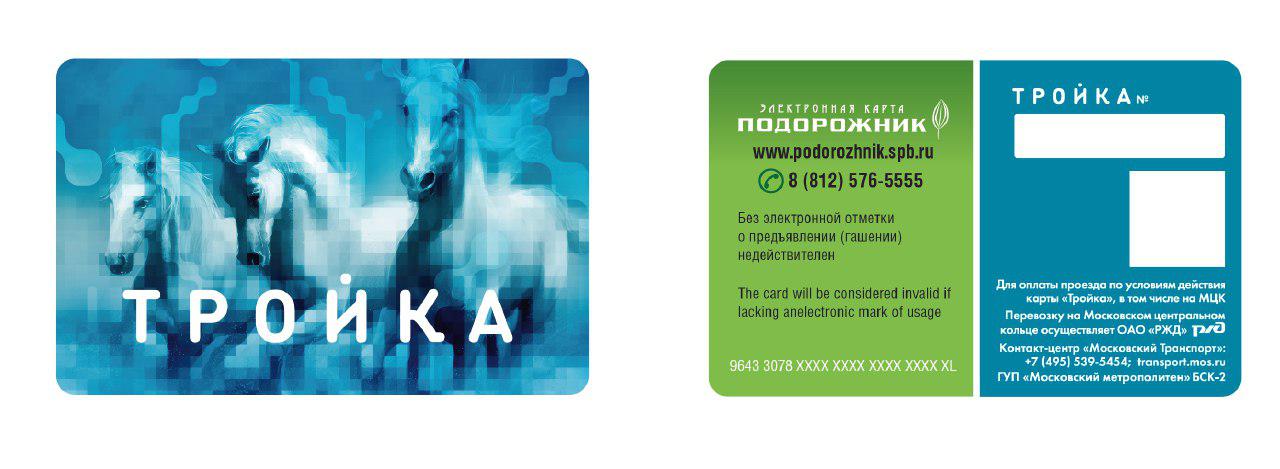 ТРОЙКА
ЭЛЕКТРОННАЯ КАРТА
ПОДОРОЖНИК
www.podorozhnik.spb.ru
8 (812) 576-5555
Без электронной отметки
о предъявлении (гашении)
недействителен
The card will be considered invalid if
lacking anelectronic mark of usage
9643 3078 XXXX XXXX XXXX XXXX XL
ТРОЙКА №
Для оплаты проезда по условиям действия
карты «Тройка», в том числе на МЦК
Перевозку на Московском центральном
кольце осуществляет ОАО «РЖД» РЖД
Контакт-центр «Московский Транспорт»:
+7 (495) 539-5454; transport.mos.ru
ГУП «Московский метрополитен» БСК-2